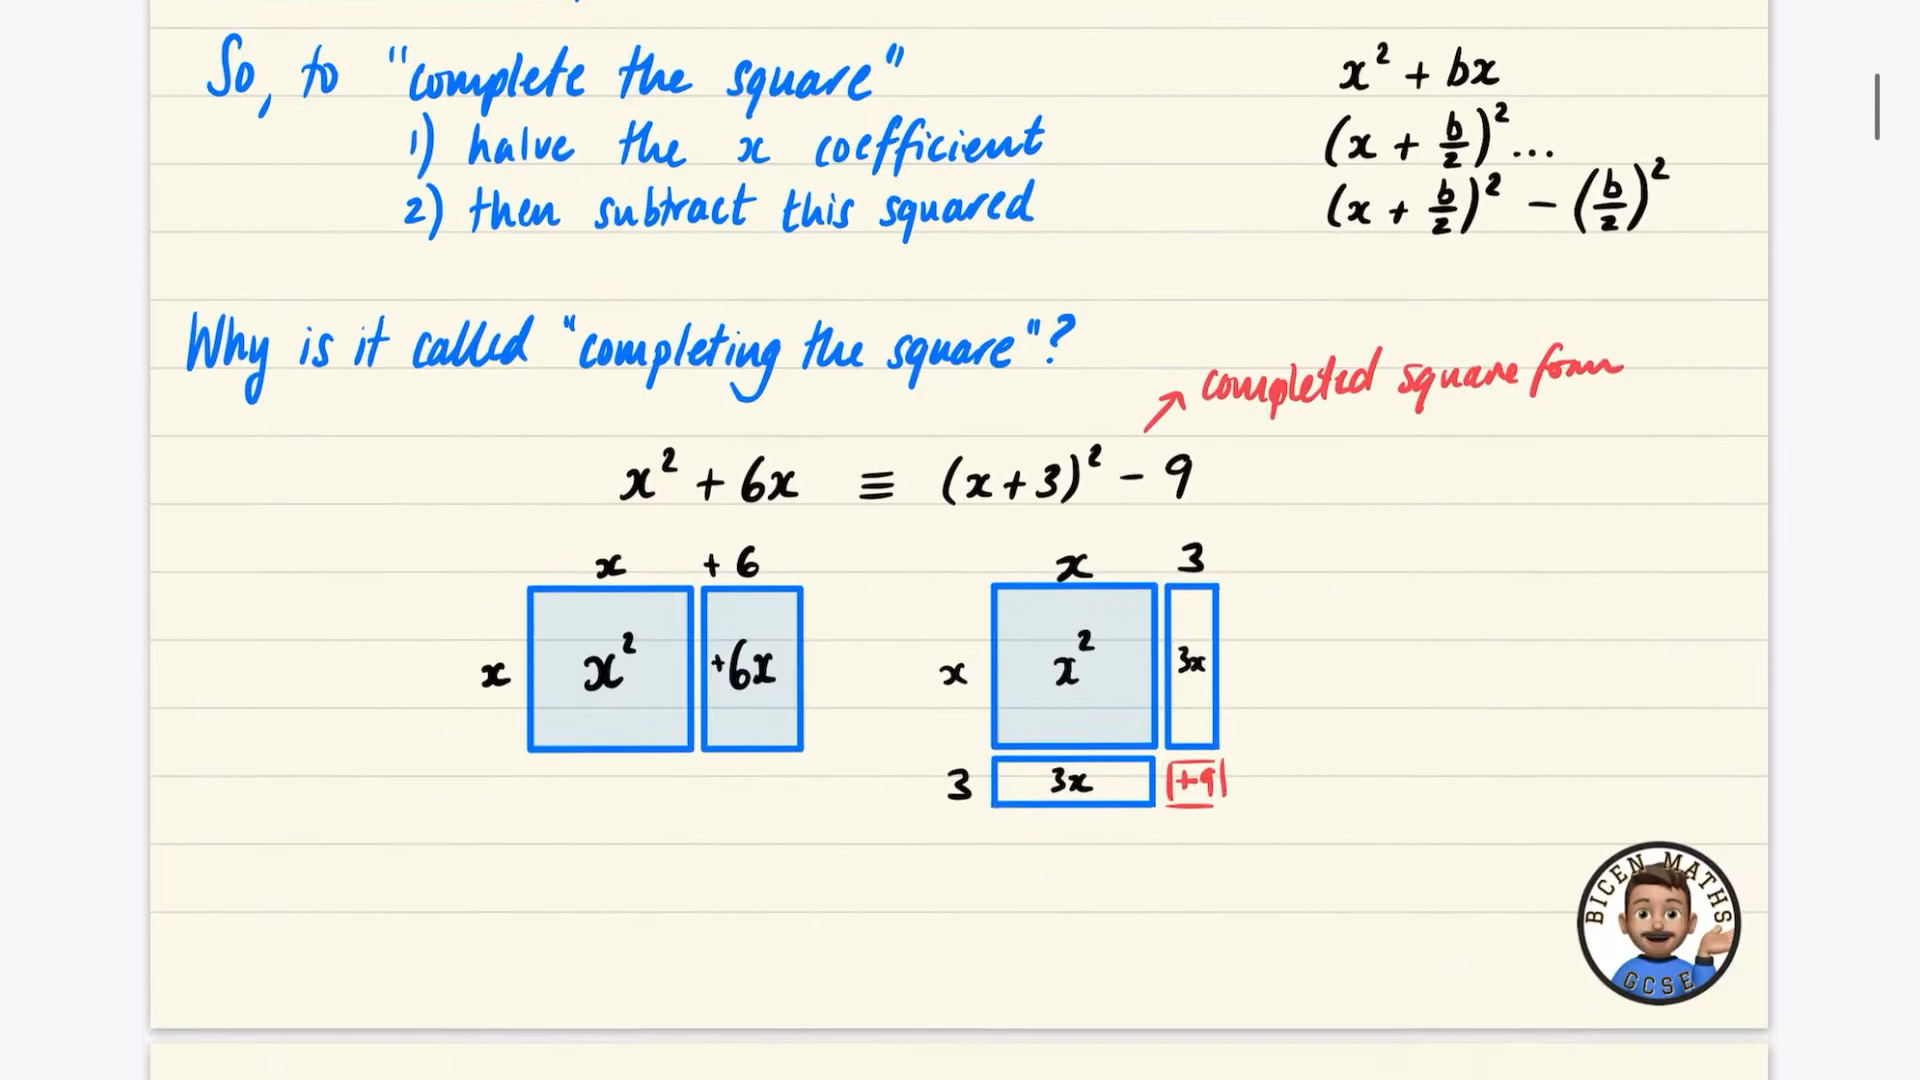 So, to "complete the square"
1) halve the x coefficient
2) then subtract this squared
x² + bx
(x + b/2)² ...
(x + b/2)² - (b/2)²
Why is it called "completing the square"?
completed square form
x² + 6x ≡ (x+3)² - 9
x + 6
x x² +6x
x 3
x x² 3x
3 3x +9
BICEN MATHS
GCSE